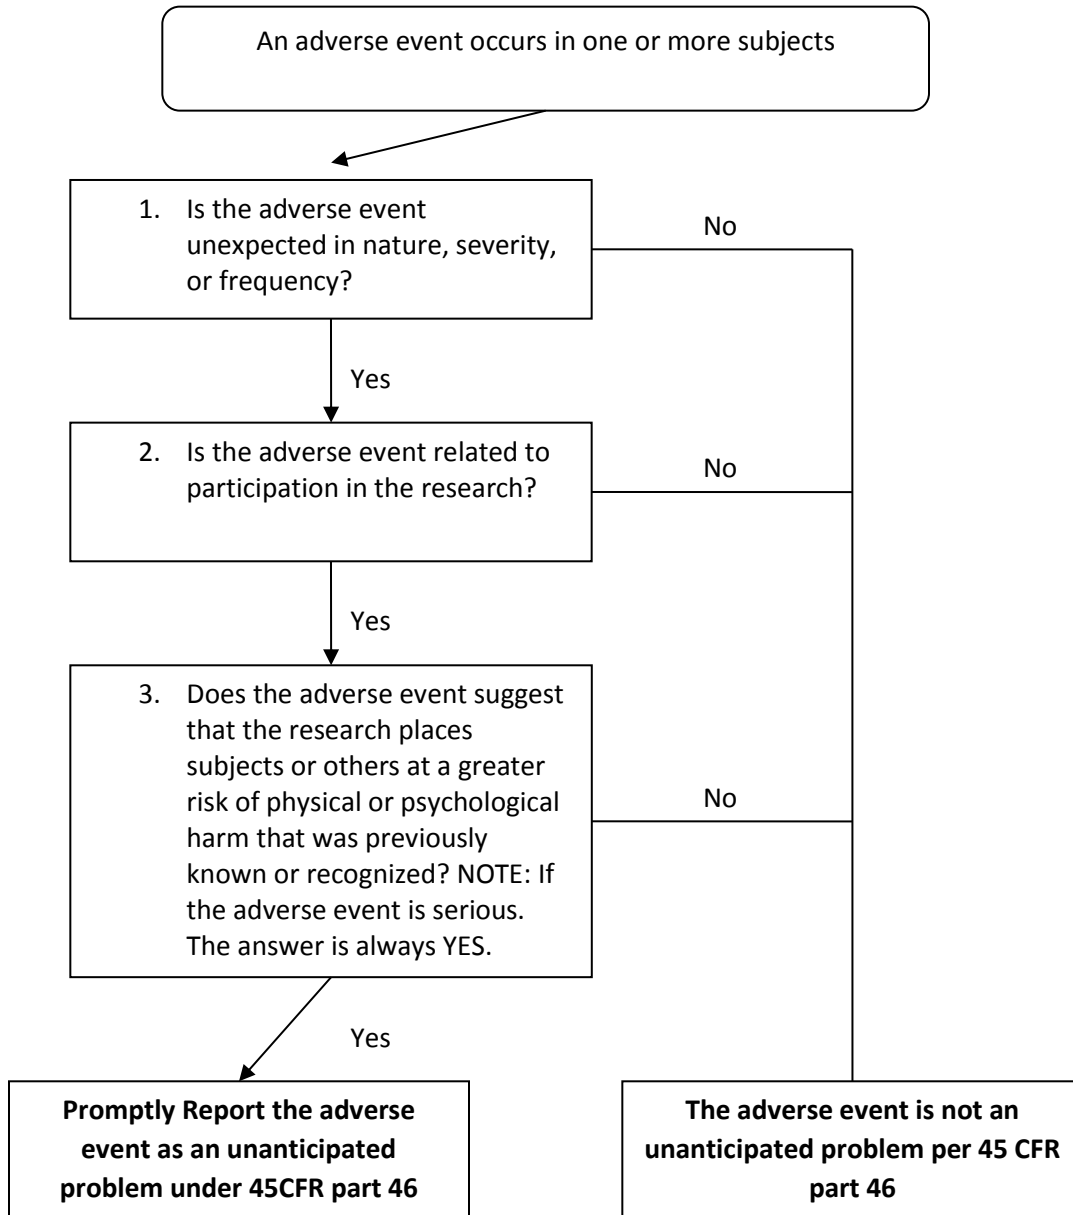 An adverse event occurs in one or more subjects
1. Is the adverse event
unexpected in nature, severity,
or frequency?
No
Yes
2. Is the adverse event related to
participation in the research?
No
Yes
3. Does the adverse event suggest
that the research places
subjects or others at a greater
risk of physical or psychological
harm that was previously
known or recognized? NOTE: If
the adverse event is serious.
The answer is always YES.
No
Yes
Promptly Report the adverse
event as an unanticipated
problem under 45CFR part 46
The adverse event is not an
unanticipated problem per 45 CFR
part 46